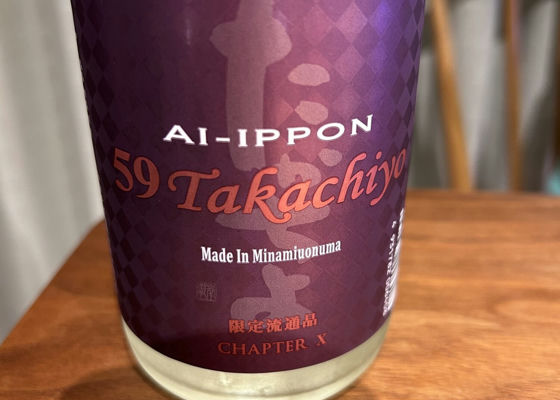 AI-IPPON
59 Takachiyo
Made In Minamiuonuma
限定流通品
CHAPTER X